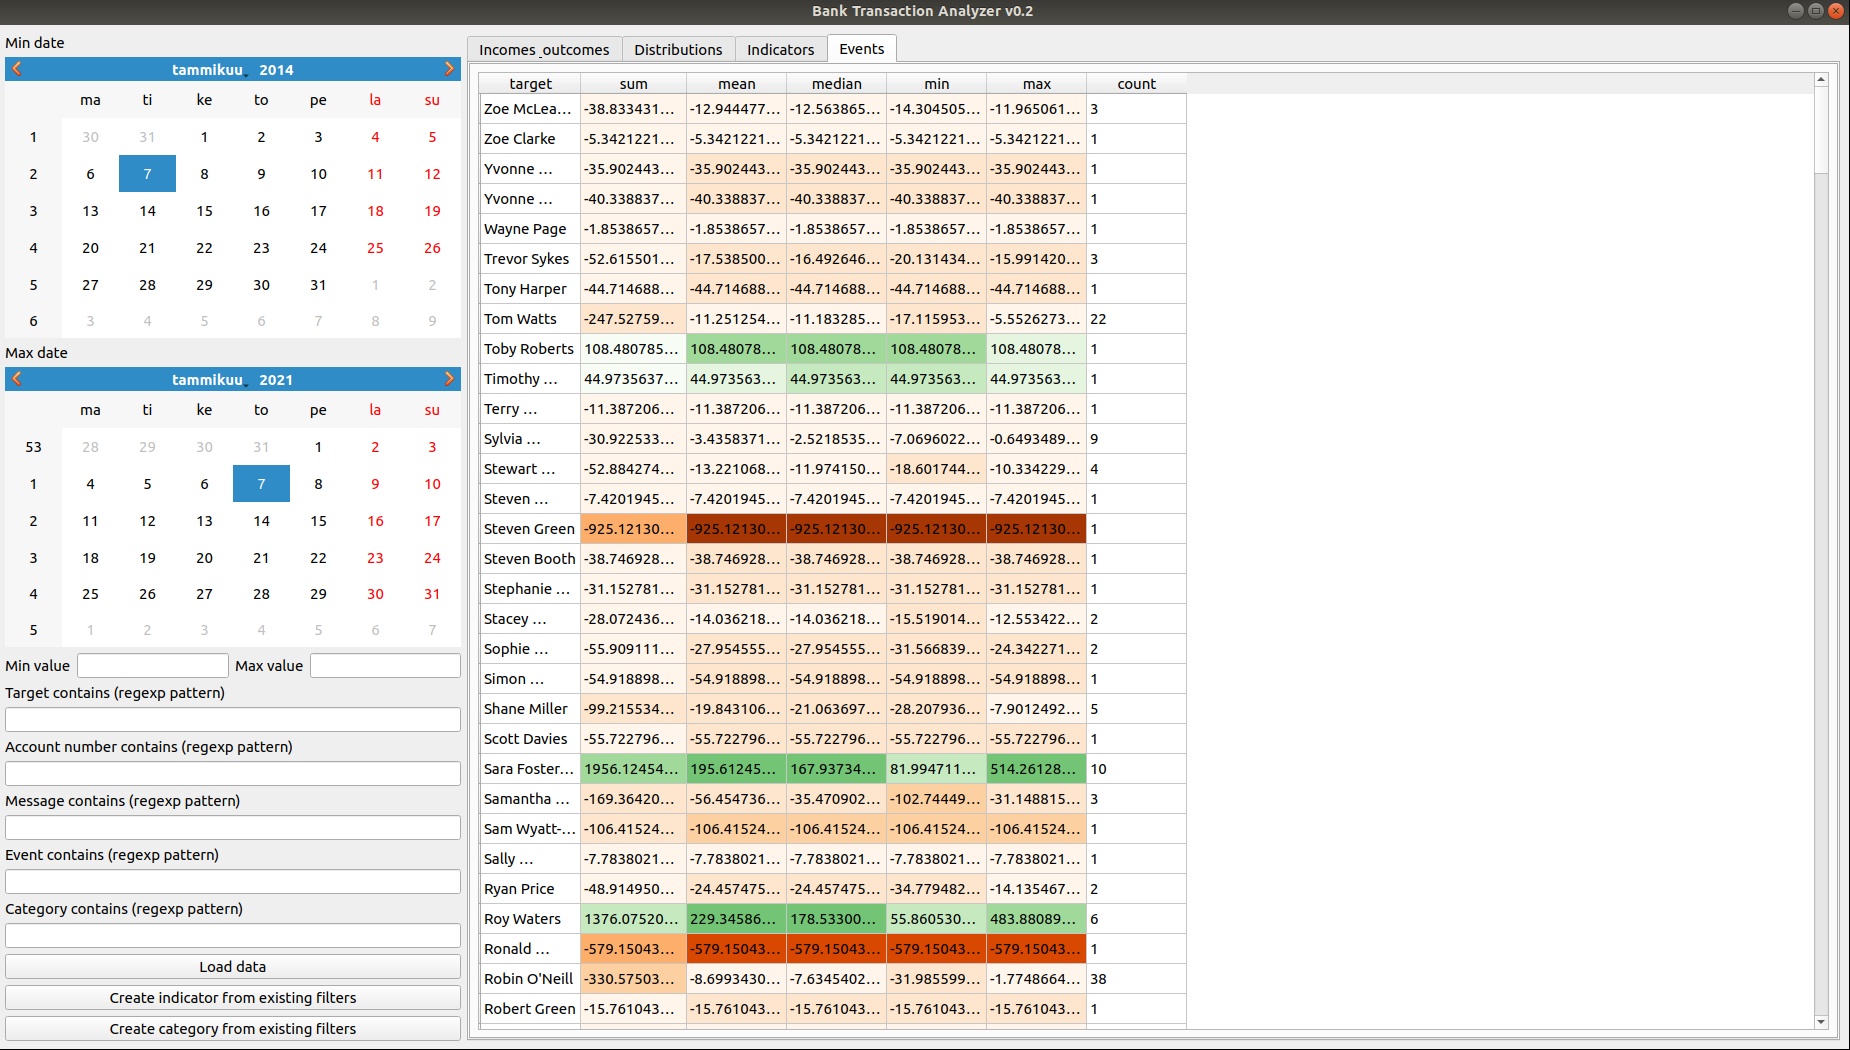 Bank Transaction Analyzer v0.2
Min date
tammikuu 2014
ma ti ke to pe la su
1 30 31 1 2 3 4 5
2 6 7 8 9 10 11 12
3 13 14 15 16 17 18 19
4 20 21 22 23 24 25 26
5 27 28 29 30 31 1 2
6 3 4 5 6 7 8 9
Max date
tammikuu 2021
ma ti ke to pe la su
53 28 29 30 31 1 2 3
1 4 5 6 7 8 9 10
2 11 12 13 14 15 16 17
3 18 19 20 21 22 23 24
4 25 26 27 28 29 30 31
5 1 2 3 4 5 6 7
Min value Max value
Target contains (regexp pattern)
Account number contains (regexp pattern)
Message contains (regexp pattern)
Event contains (regexp pattern)
Category contains (regexp pattern)
Load data
Create indicator from existing filters
Create category from existing filters
Incomes_outcomes Distributions Indicators Events
target sum mean median min max count
Zoe McLea... -38.833431... -12.944477... -12.563865... -14.304505... -11.965061... 3
Zoe Clarke -5.3421221... -5.3421221... -5.3421221... -5.3421221... -5.3421221... 1
Yvonne ... -35.902443... -35.902443... -35.902443... -35.902443... -35.902443... 1
Yvonne ... -40.338837... -40.338837... -40.338837... -40.338837... -40.338837... 1
Wayne Page -1.8538657... -1.8538657... -1.8538657... -1.8538657... -1.8538657... 1
Trevor Sykes -52.615501... -17.538500... -16.492646... -20.131434... -15.991420... 3
Tony Harper -44.714688... -44.714688... -44.714688... -44.714688... -44.714688... 1
Tom Watts -247.52759... -11.251254... -11.183285... -17.115953... -5.5526273... 22
Toby Roberts 108.480785... 108.48078... 108.48078... 108.48078... 108.48078... 1
Timothy ... 44.9735637... 44.973563... 44.973563... 44.973563... 44.973563... 1
Terry ... -11.387206... -11.387206... -11.387206... -11.387206... -11.387206... 1
Sylvia ... -30.922533... -3.4358371... -2.5218535... -7.0696022... -0.6493489... 9
Stewart ... -52.884274... -13.221068... -11.974150... -18.601744... -10.334229... 4
Steven ... -7.4201945... -7.4201945... -7.4201945... -7.4201945... -7.4201945... 1
Steven Green -925.12130... -925.12130... -925.12130... -925.12130... -925.12130... 1
Steven Booth -38.746928... -38.746928... -38.746928... -38.746928... -38.746928... 1
Stephanie ... -31.152781... -31.152781... -31.152781... -31.152781... -31.152781... 1
Stacey ... -28.072436... -14.036218... -14.036218... -15.519014... -12.553422... 2
Sophie ... -55.909111... -27.954555... -27.954555... -31.566839... -24.342271... 2
Simon ... -54.918898... -54.918898... -54.918898... -54.918898... -54.918898... 1
Shane Miller -99.215534... -19.843106... -21.063697... -28.207936... -7.9012492... 5
Scott Davies -55.722796... -55.722796... -55.722796... -55.722796... -55.722796... 1
Sara Foster... 1956.12454... 195.61245... 167.93734... 81.994711... 514.26128... 10
Samantha ... -169.36420... -56.454736... -35.470902... -102.74449... -31.148815... 3
Sam Wyatt-... -106.41524... -106.41524... -106.41524... -106.41524... -106.41524... 1
Sally ... -7.7838021... -7.7838021... -7.7838021... -7.7838021... -7.7838021... 1
Ryan Price -48.914950... -24.457475... -24.457475... -34.779482... -14.135467... 2
Roy Waters 1376.07520... 229.34586... 178.53300... 55.860530... 483.88089... 6
Ronald ... -579.15043... -579.15043... -579.15043... -579.15043... -579.15043... 1
Robin O'Neill -330.57503... -8.6993430... -7.6345402... -31.985599... -1.7748664... 38
Robert Green -15.761043... -15.761043... -15.761043... -15.761043... -15.761043... 1